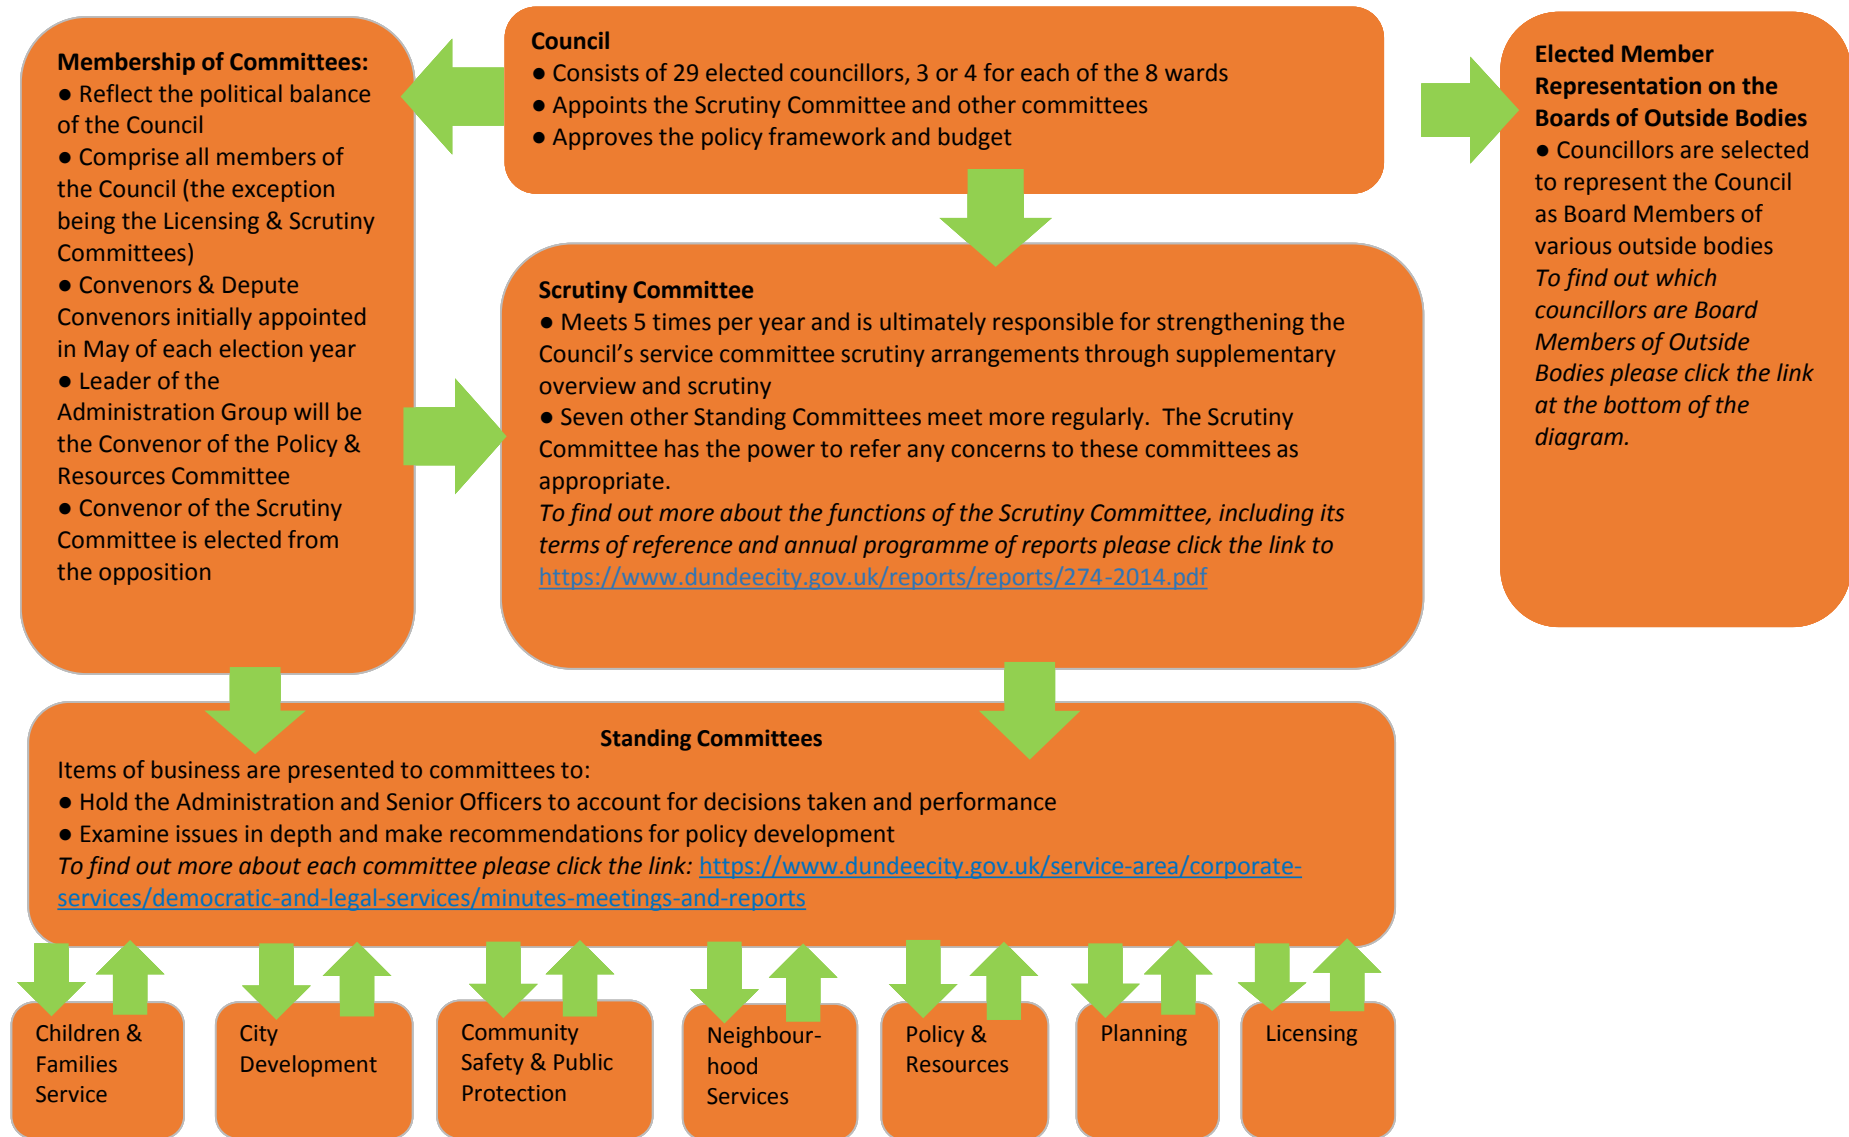 Membership of Committees:
● Reflect the political balance
of the Council
● Comprise all members of
the Council (the exception
being the Licensing & Scrutiny
Committees)
● Convenors & Depute
Convenors initially appointed
in May of each election year
● Leader of the
Administration Group will be
the Convenor of the Policy &
Resources Committee
● Convenor of the Scrutiny
Committee is elected from
the opposition
Council
● Consists of 29 elected councillors, 3 or 4 for each of the 8 wards
● Appoints the Scrutiny Committee and other committees
● Approves the policy framework and budget
Elected Member
Representation on the
Boards of Outside Bodies
● Councillors are selected
to represent the Council
as Board Members of
various outside bodies
To find out which
councillors are Board
Members of Outside
Bodies please click the link
at the bottom of the
diagram.
Scrutiny Committee
● Meets 5 times per year and is ultimately responsible for strengthening the
Council’s service committee scrutiny arrangements through supplementary
overview and scrutiny
● Seven other Standing Committees meet more regularly.  The Scrutiny
Committee has the power to refer any concerns to these committees as
appropriate.
To find out more about the functions of the Scrutiny Committee, including its
terms of reference and annual programme of reports please click the link to
https://www.dundeecity.gov.uk/reports/reports/274-2014.pdf
Standing Committees
Items of business are presented to committees to:
● Hold the Administration and Senior Officers to account for decisions taken and performance
● Examine issues in depth and make recommendations for policy development
To find out more about each committee please click the link: https://www.dundeecity.gov.uk/service-area/corporate-
services/democratic-and-legal-services/minutes-meetings-and-reports
Children &
Families
Service
City
Development
Community
Safety & Public
Protection
Neighbour-
hood
Services
Policy &
Resources
Planning
Licensing